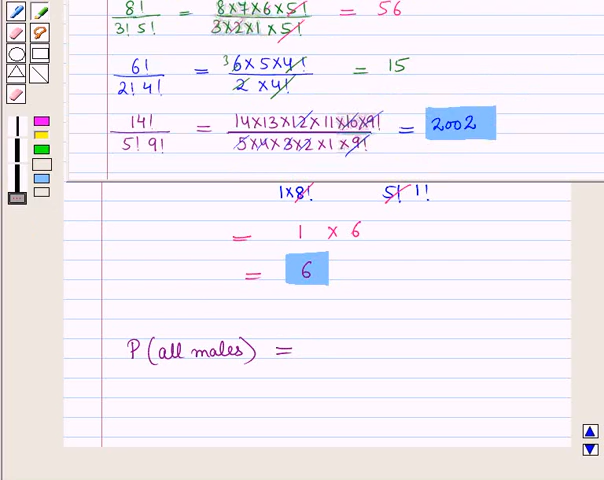 8! / 3! 5! = 8×7×6×5! / 3×2×1×5! = 56
6! / 2! 4! = ³6×5×4! / 2×4! = 15
14! / 5! 9! = 14×13×12×11×10×9! / 5×4×3×2×1×9! = 2002
1×8! 5! 1!
= 1 × 6
= 6
P(all males) =